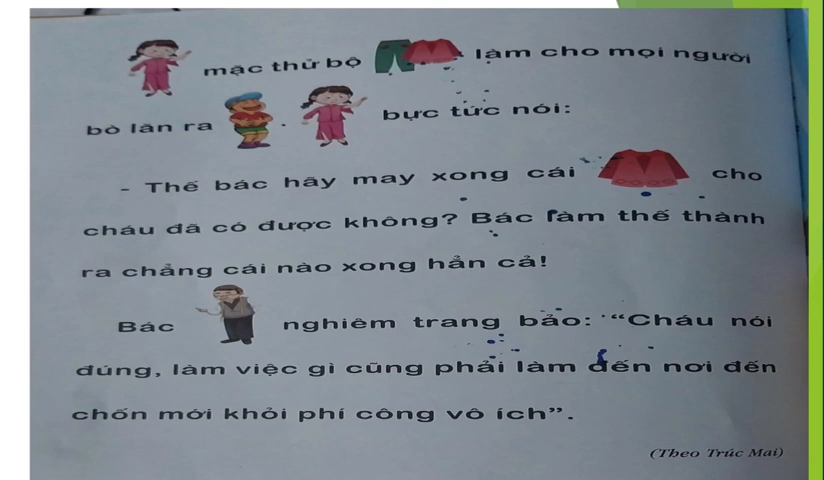 mặc thử bộ làm cho mọi người
bò lăn ra . bực tức nói:
- Thế bác hãy may xong cái cho
cháu đã có được không? Bác làm thế thành
ra chẳng cái nào xong hẳn cả!
Bác nghiêm trang bảo: “Cháu nói
đúng, làm việc gì cũng phải làm đến nơi đến
chốn mới khỏi phí công vô ích”.
(Theo Trúc Mai)